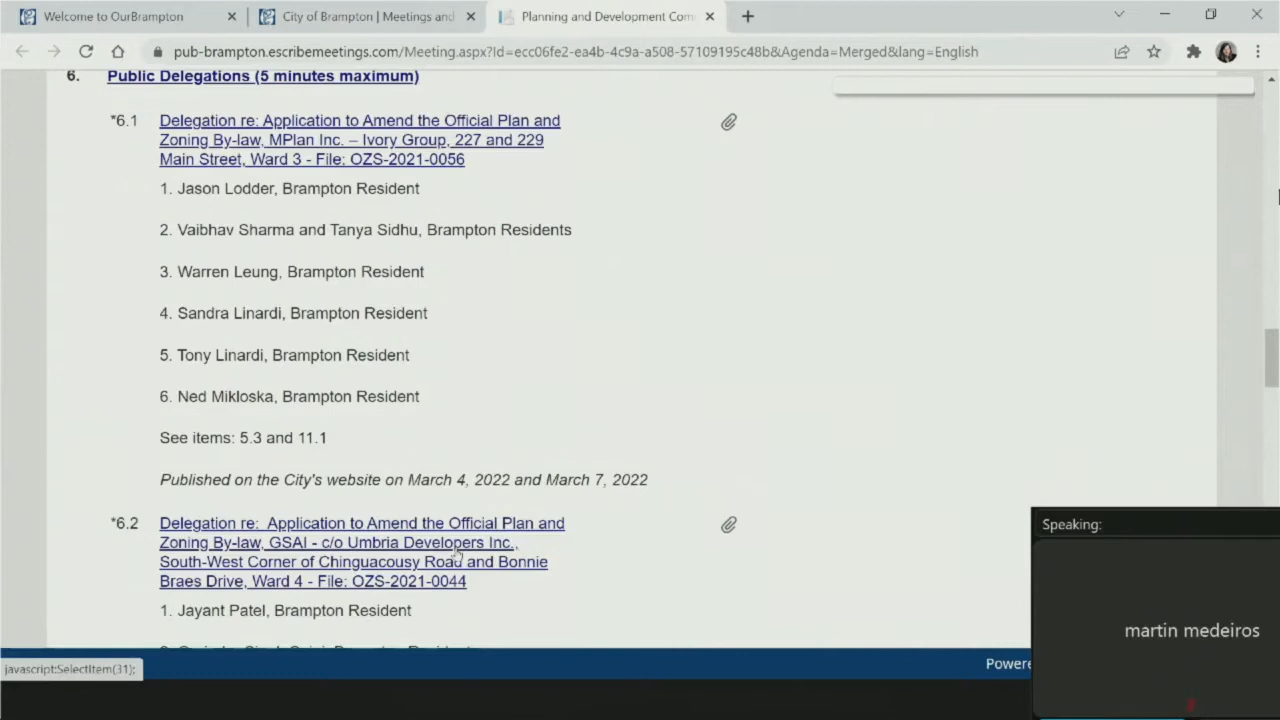 Welcome to OurBrampton
City of Brampton | Meetings and
Planning and Development Com
pub-brampton.escribemeetings.com/Meeting.aspx?Id=ecc06fe2-ea4b-4c9a-a508-57109195c48b&Agenda=Merged&lang=English
6. Public Delegations (5 minutes maximum)
*6.1 Delegation re: Application to Amend the Official Plan and
Zoning By-law, MPlan Inc. – Ivory Group, 227 and 229
Main Street, Ward 3 - File: OZS-2021-0056
1. Jason Lodder, Brampton Resident
2. Vaibhav Sharma and Tanya Sidhu, Brampton Residents
3. Warren Leung, Brampton Resident
4. Sandra Linardi, Brampton Resident
5. Tony Linardi, Brampton Resident
6. Ned Mikloska, Brampton Resident
See items: 5.3 and 11.1
Published on the City's website on March 4, 2022 and March 7, 2022
*6.2 Delegation re: Application to Amend the Official Plan and
Zoning By-law, GSAI - c/o Umbria Developers Inc.,
South-West Corner of Chinguacousy Road and Bonnie
Braes Drive, Ward 4 - File: OZS-2021-0044
1. Jayant Patel, Brampton Resident
javascript:SelectItem(31);
Powere
Speaking:
martin medeiros